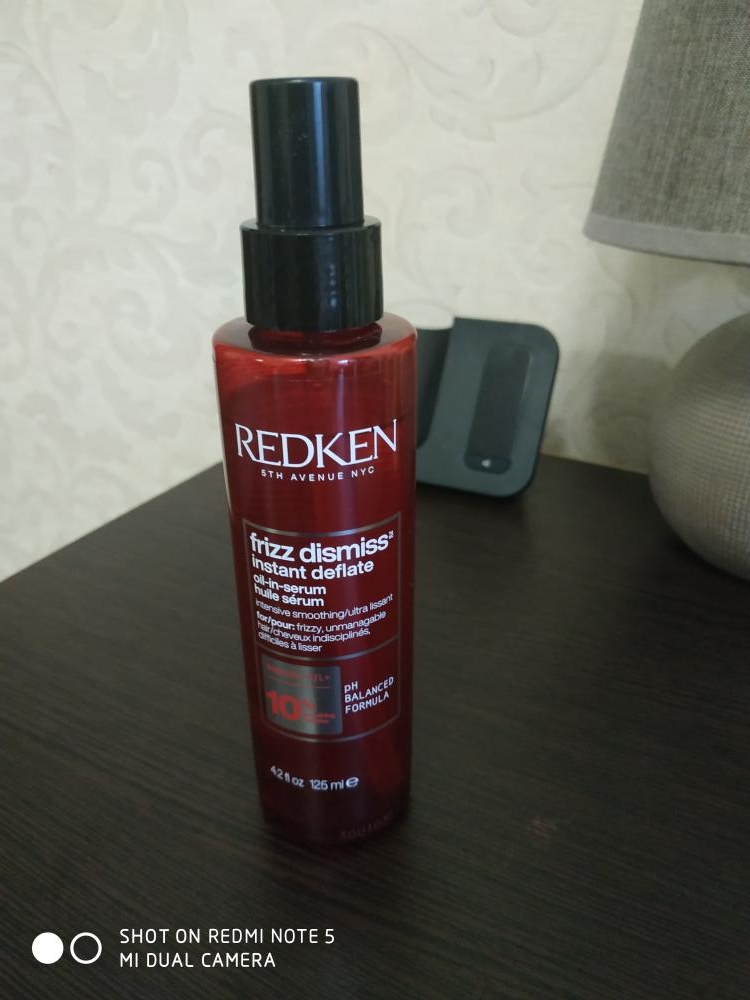 REDKEN
5TH AVENUE NYC
frizz dismiss
instant deflate
oil-in-serum
huile sérum
intensive smoothing/ultra lissant
for/pour: frizzy, unmanageable
hair/cheveux indisciplinés,
difficiles à lisser
10
pH
BALANCED
FORMULA
4.2 fl oz 125 ml e
SHOT ON REDMI NOTE 5
MI DUAL CAMERA